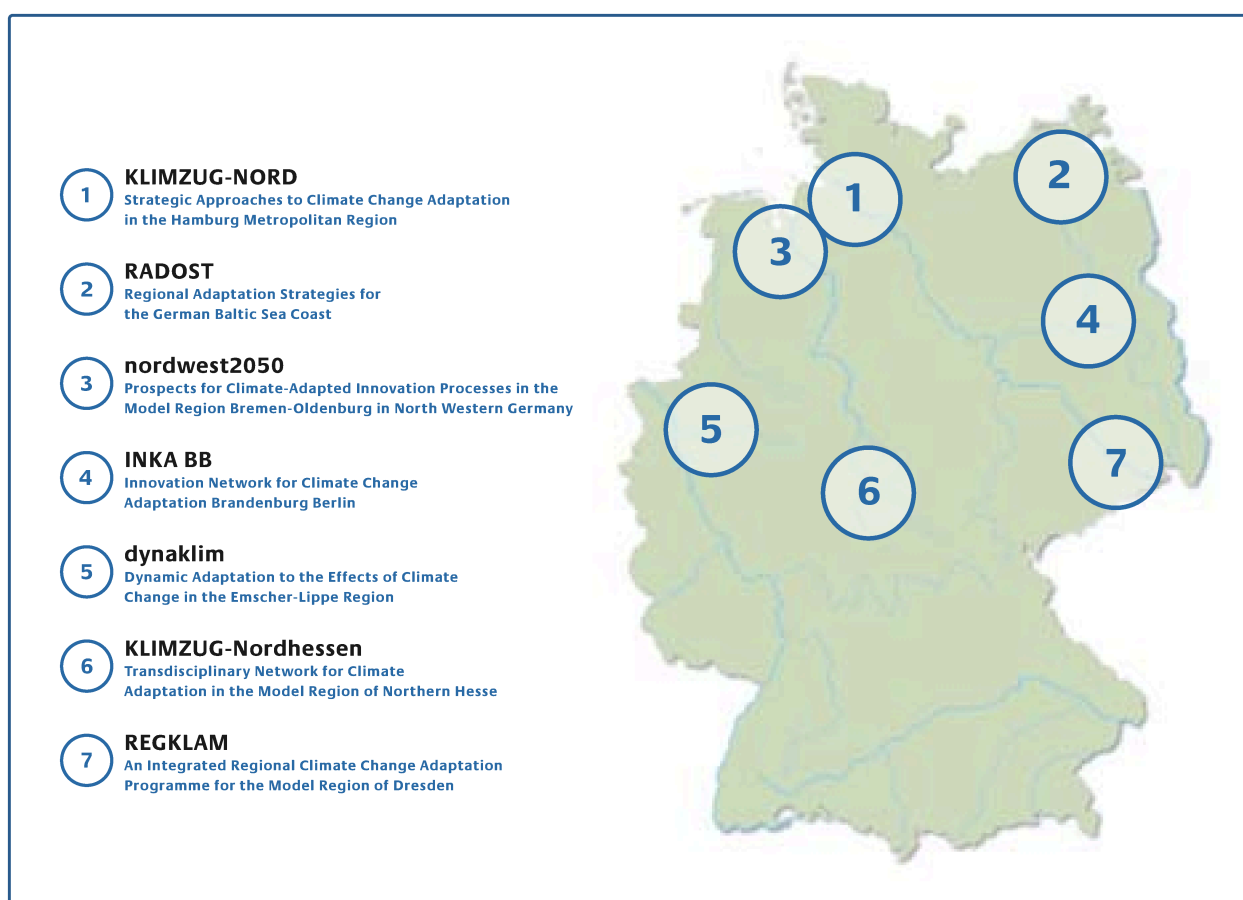 1
KLIMZUG-NORD
Strategic Approaches to Climate Change Adaptation
in the Hamburg Metropolitan Region
2
RADOST
Regional Adaptation Strategies for
the German Baltic Sea Coast
3
nordwest2050
Prospects for Climate-Adapted Innovation Processes in the
Model Region Bremen-Oldenburg in North Western Germany
4
INKA BB
Innovation Network for Climate Change
Adaptation Brandenburg Berlin
5
dynaklim
Dynamic Adaptation to the Effects of Climate
Change in the Emscher-Lippe Region
6
KLIMZUG-Nordhessen
Transdisciplinary Network for Climate
Adaptation in the Model Region of Northern Hesse
7
REGKLAM
An Integrated Regional Climate Change Adaptation
Programme for the Model Region of Dresden
2
1
3
4
5
7
6